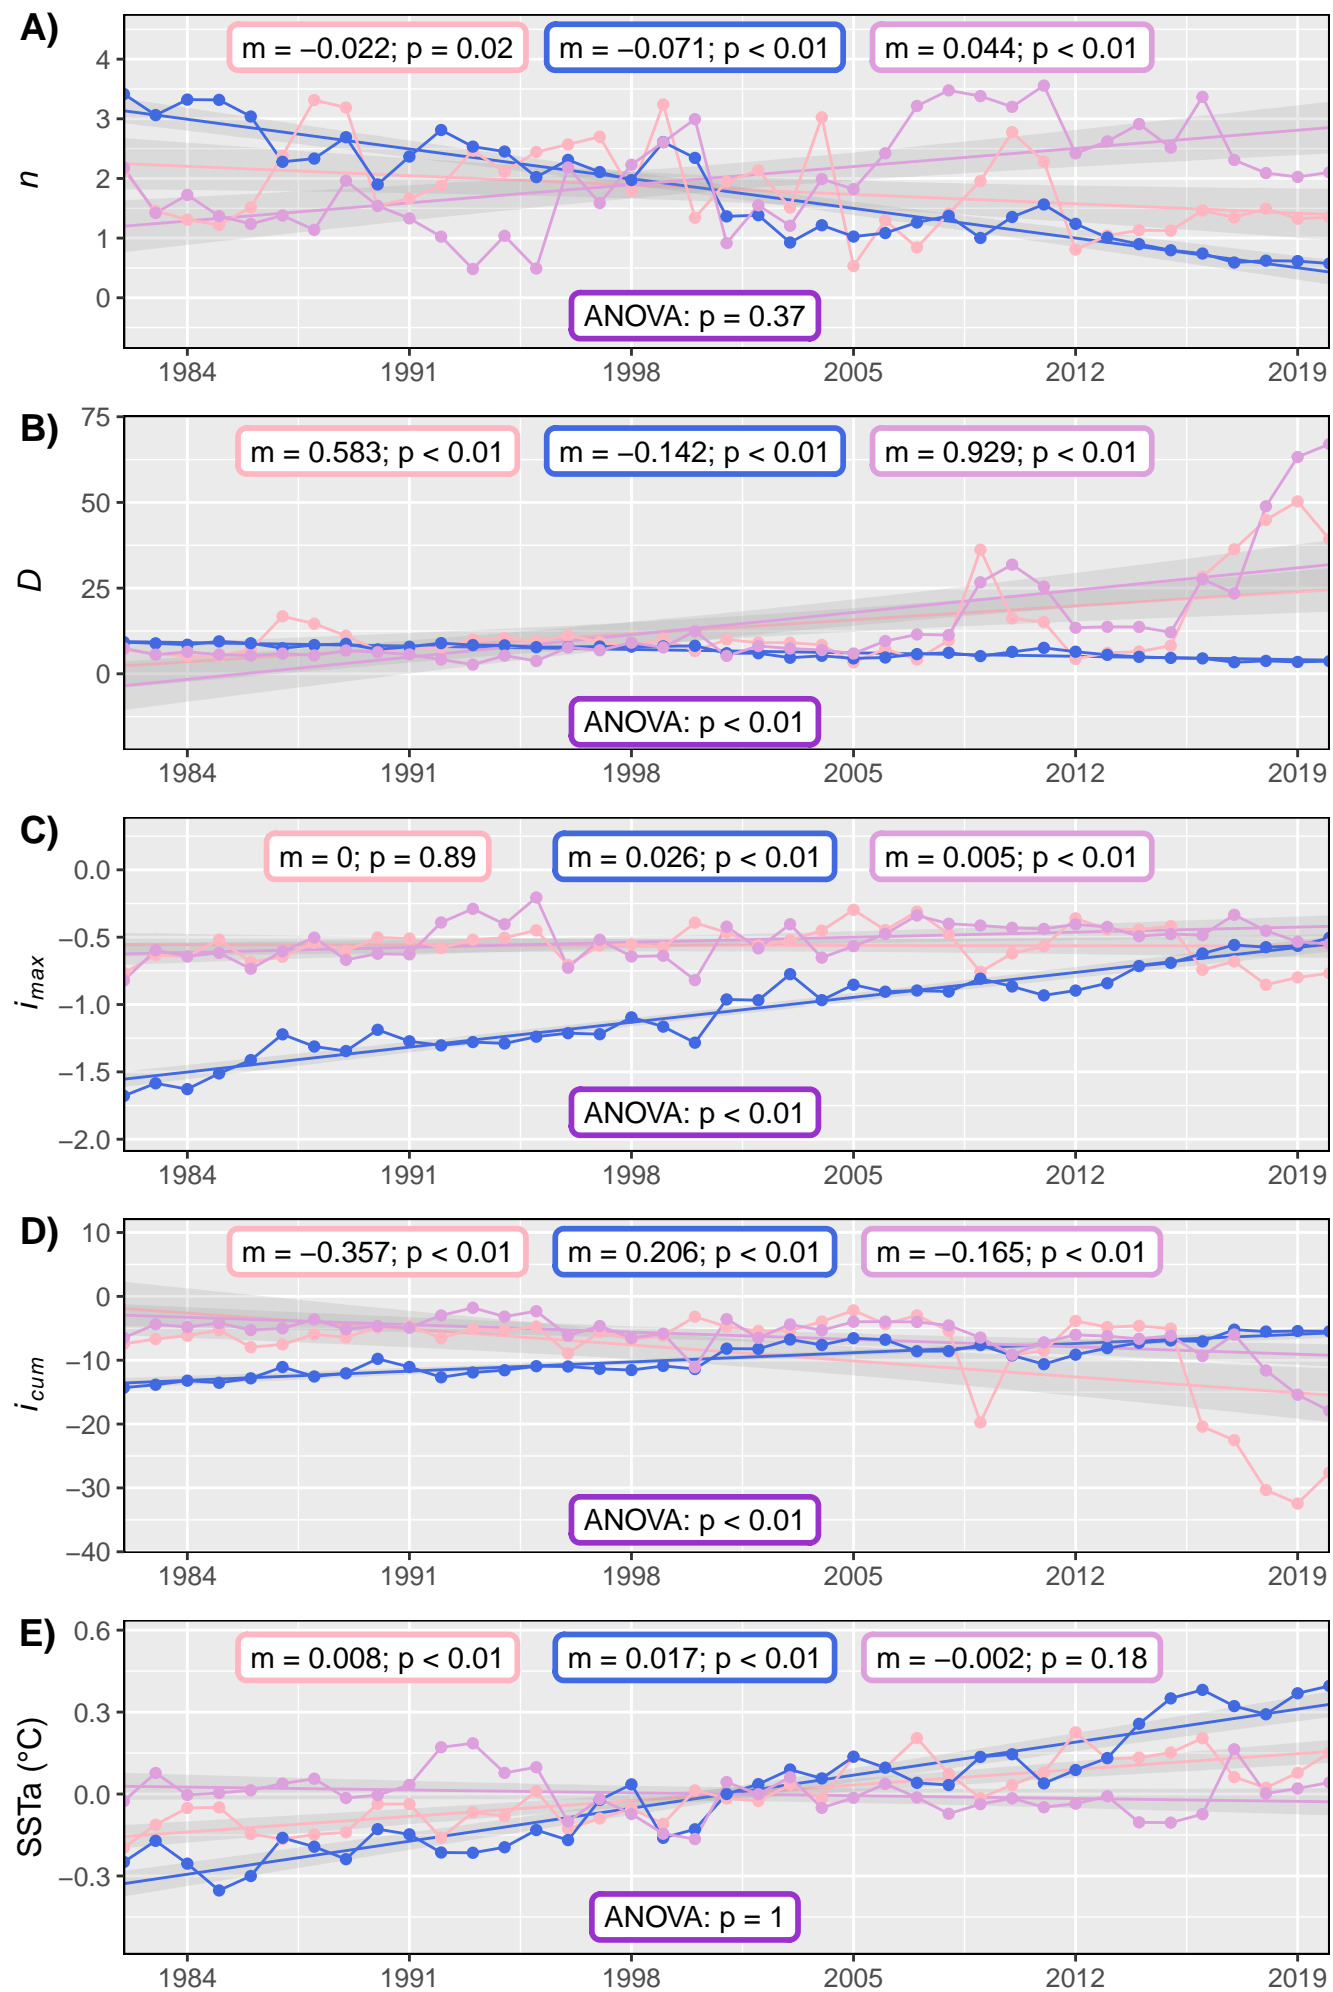 A)
m = −0.022; p = 0.02
m = −0.071; p < 0.01
m = 0.044; p < 0.01
4
3
2
1
0
n
ANOVA: p = 0.37
1984 1991 1998 2005 2012 2019
B)
m = 0.583; p < 0.01
m = −0.142; p < 0.01
m = 0.929; p < 0.01
75
50
25
0
D
ANOVA: p < 0.01
1984 1991 1998 2005 2012 2019
C)
m = 0; p = 0.89
m = 0.026; p < 0.01
m = 0.005; p < 0.01
0.0
−0.5
−1.0
−1.5
−2.0
imax
ANOVA: p < 0.01
1984 1991 1998 2005 2012 2019
D)
m = −0.357; p < 0.01
m = 0.206; p < 0.01
m = −0.165; p < 0.01
10
0
−10
−20
−30
−40
icum
ANOVA: p < 0.01
1984 1991 1998 2005 2012 2019
E)
m = 0.008; p < 0.01
m = 0.017; p < 0.01
m = −0.002; p = 0.18
0.6
0.3
0.0
−0.3
SSTa (°C)
ANOVA: p = 1
1984 1991 1998 2005 2012 2019